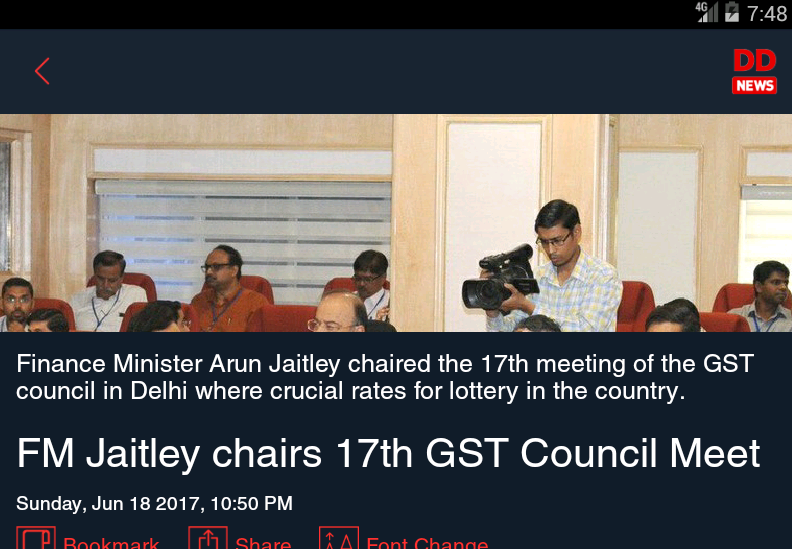 4G 7:48
DD
NEWS
Finance Minister Arun Jaitley chaired the 17th meeting of the GST
council in Delhi where crucial rates for lottery in the country.
FM Jaitley chairs 17th GST Council Meet
Sunday, Jun 18 2017, 10:50 PM
Bookmark Share Font Change